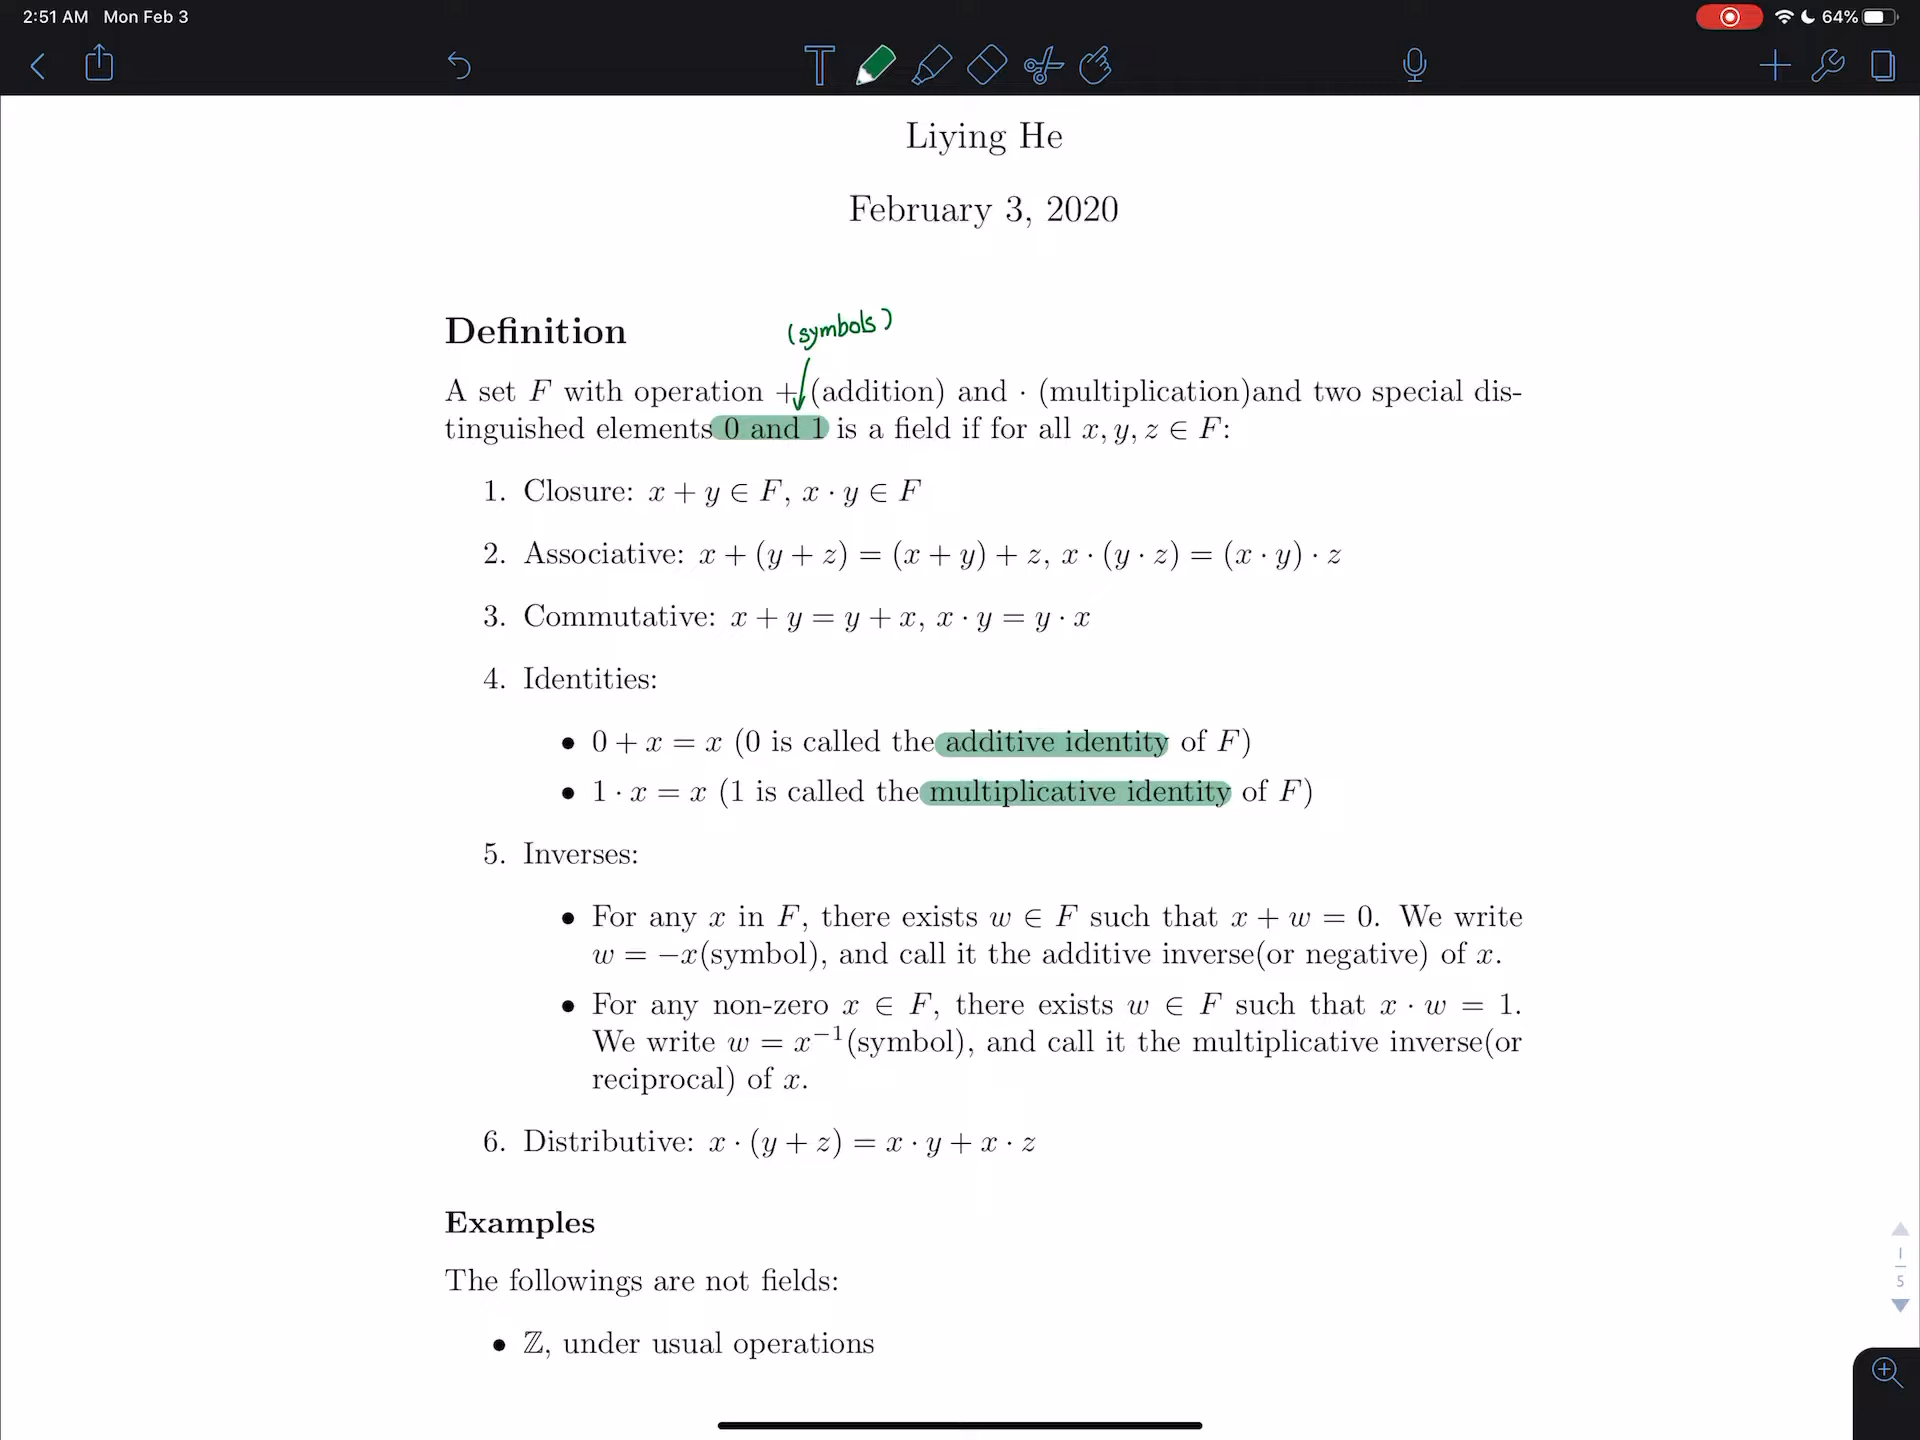 2:51 AM Mon Feb 3
64%
Liying He
February 3, 2020
Definition
(symbols)
A set F with operation + (addition) and · (multiplication)and two special dis-
tinguished elements 0 and 1 is a field if for all x, y, z ∈ F:
1. Closure: x + y ∈ F, x · y ∈ F
2. Associative: x + (y + z) = (x + y) + z, x · (y · z) = (x · y) · z
3. Commutative: x + y = y + x, x · y = y · x
4. Identities:
• 0 + x = x (0 is called the additive identity of F)
• 1 · x = x (1 is called the multiplicative identity of F)
5. Inverses:
• For any x in F, there exists w ∈ F such that x + w = 0. We write
w = −x(symbol), and call it the additive inverse(or negative) of x.
• For any non-zero x ∈ F, there exists w ∈ F such that x · w = 1.
We write w = x⁻¹(symbol), and call it the multiplicative inverse(or
reciprocal) of x.
6. Distributive: x · (y + z) = x · y + x · z
Examples
The followings are not fields:
1
5
• ℤ, under usual operations